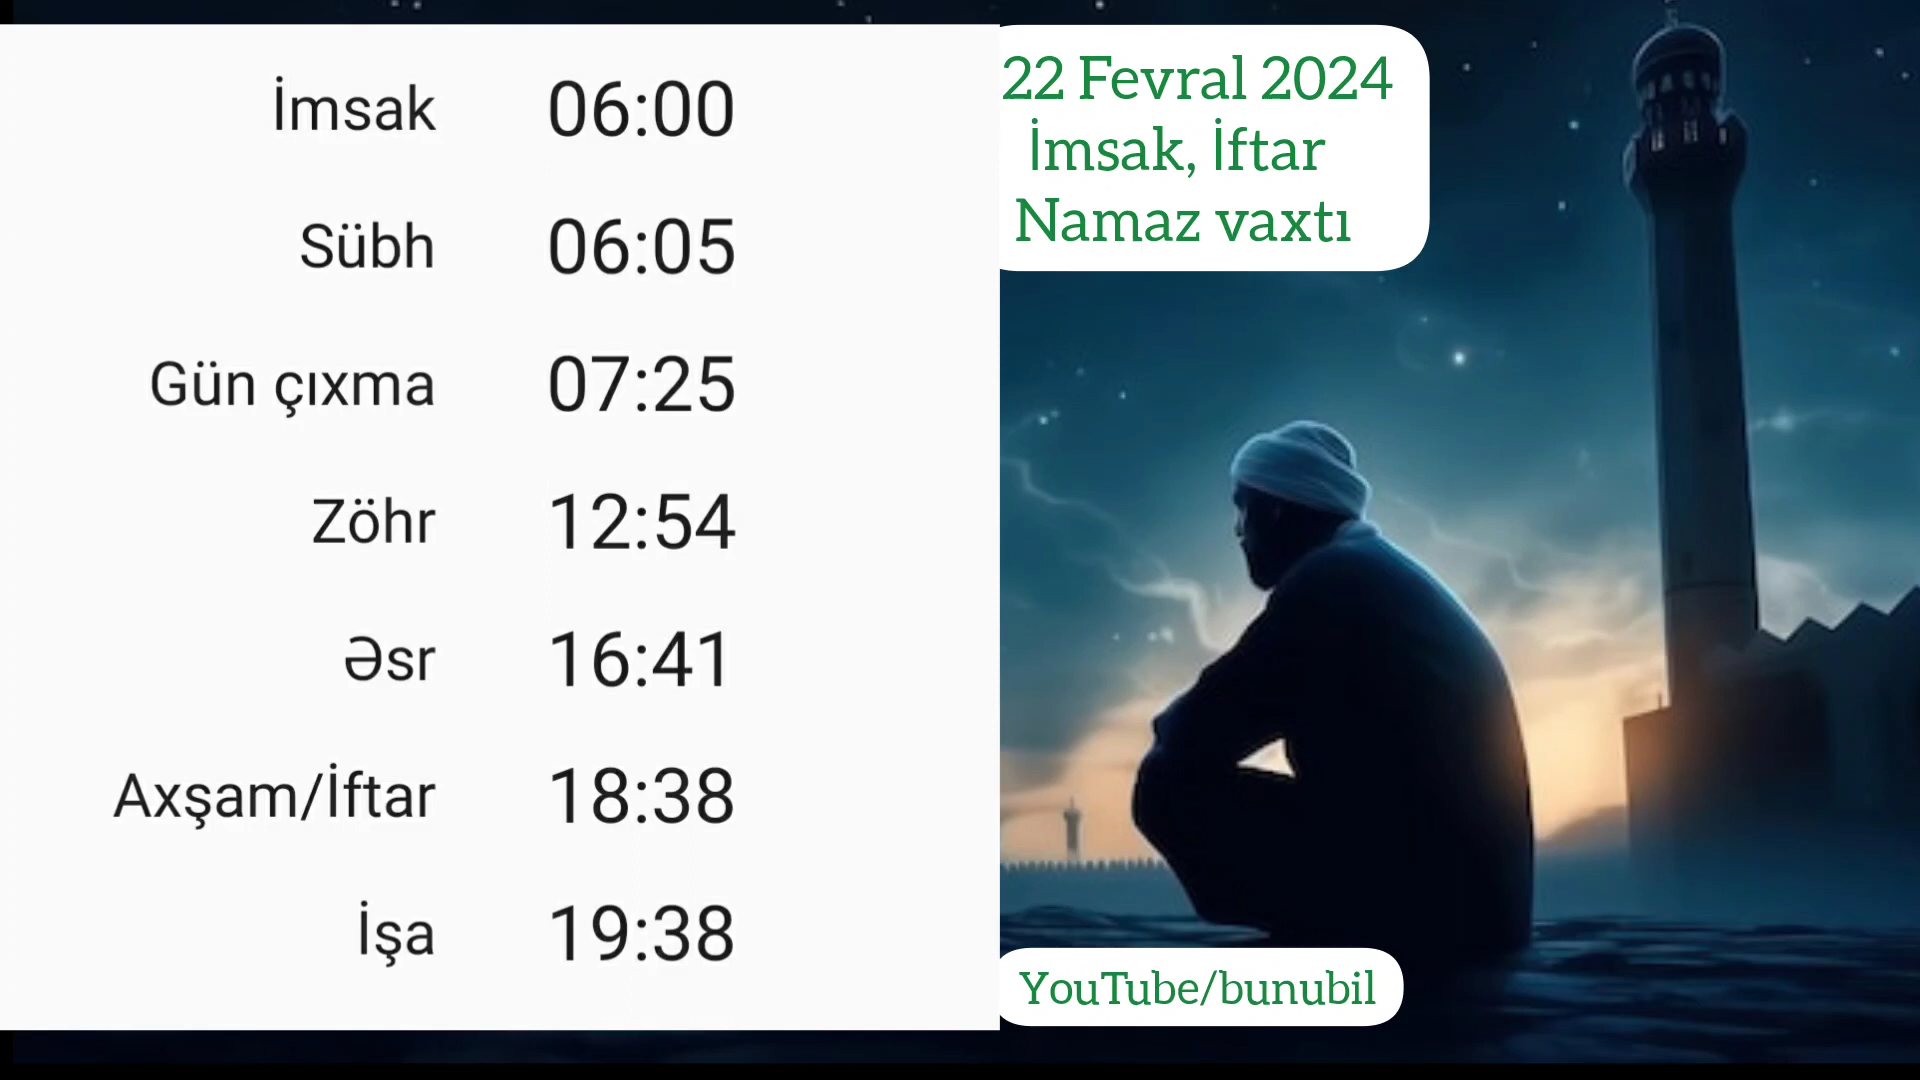 İmsak 06:00
Sübh 06:05
Gün çıxma 07:25
Zöhr 12:54
Əsr 16:41
Axşam/İftar 18:38
İşa 19:38
22 Fevral 2024
İmsak, İftar
Namaz vaxtı
YouTube/bunubil